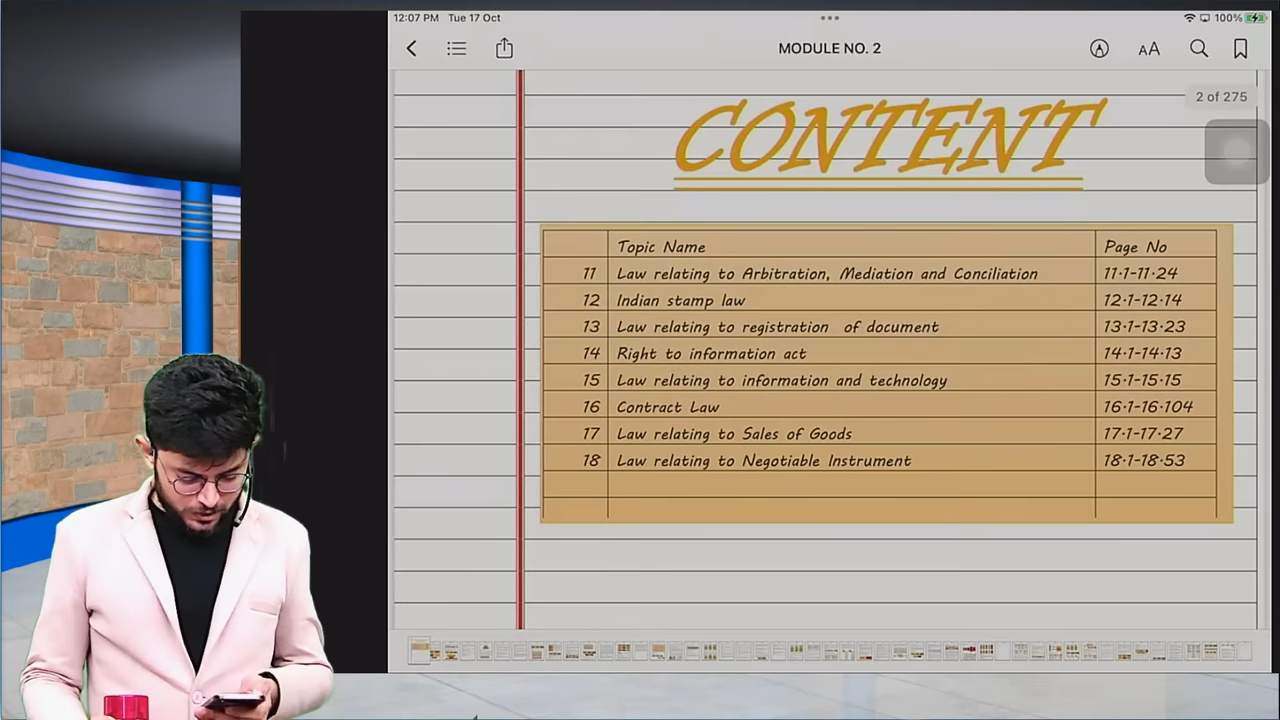 12:07 PM Tue 17 Oct
100%
MODULE NO. 2
AA
2 of 275
CONTENT
Topic Name Page No
11 Law relating to Arbitration, Mediation and Conciliation 11.1-11.24
12 Indian stamp law 12.1-12.14
13 Law relating to registration of document 13.1-13.23
14 Right to information act 14.1-14.13
15 Law relating to information and technology 15.1-15.15
16 Contract Law 16.1-16.104
17 Law relating to Sales of Goods 17.1-17.27
18 Law relating to Negotiable Instrument 18.1-18.53